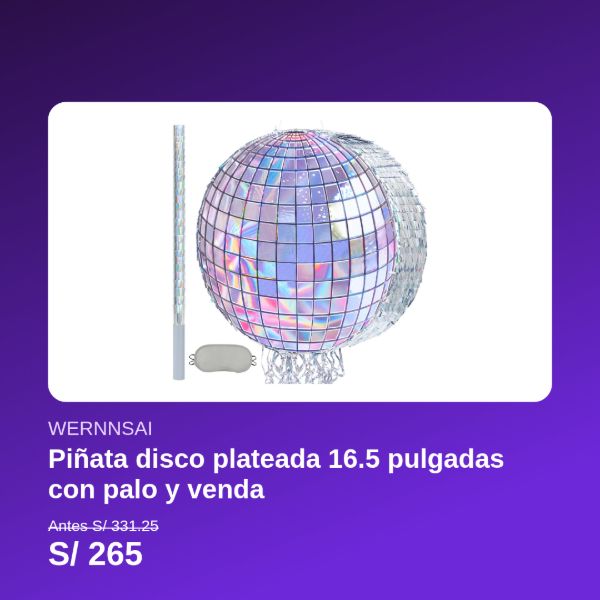 WERNNSAI
Piñata disco plateada 16.5 pulgadas
con palo y venda
Antes S/ 331.25
S/ 265